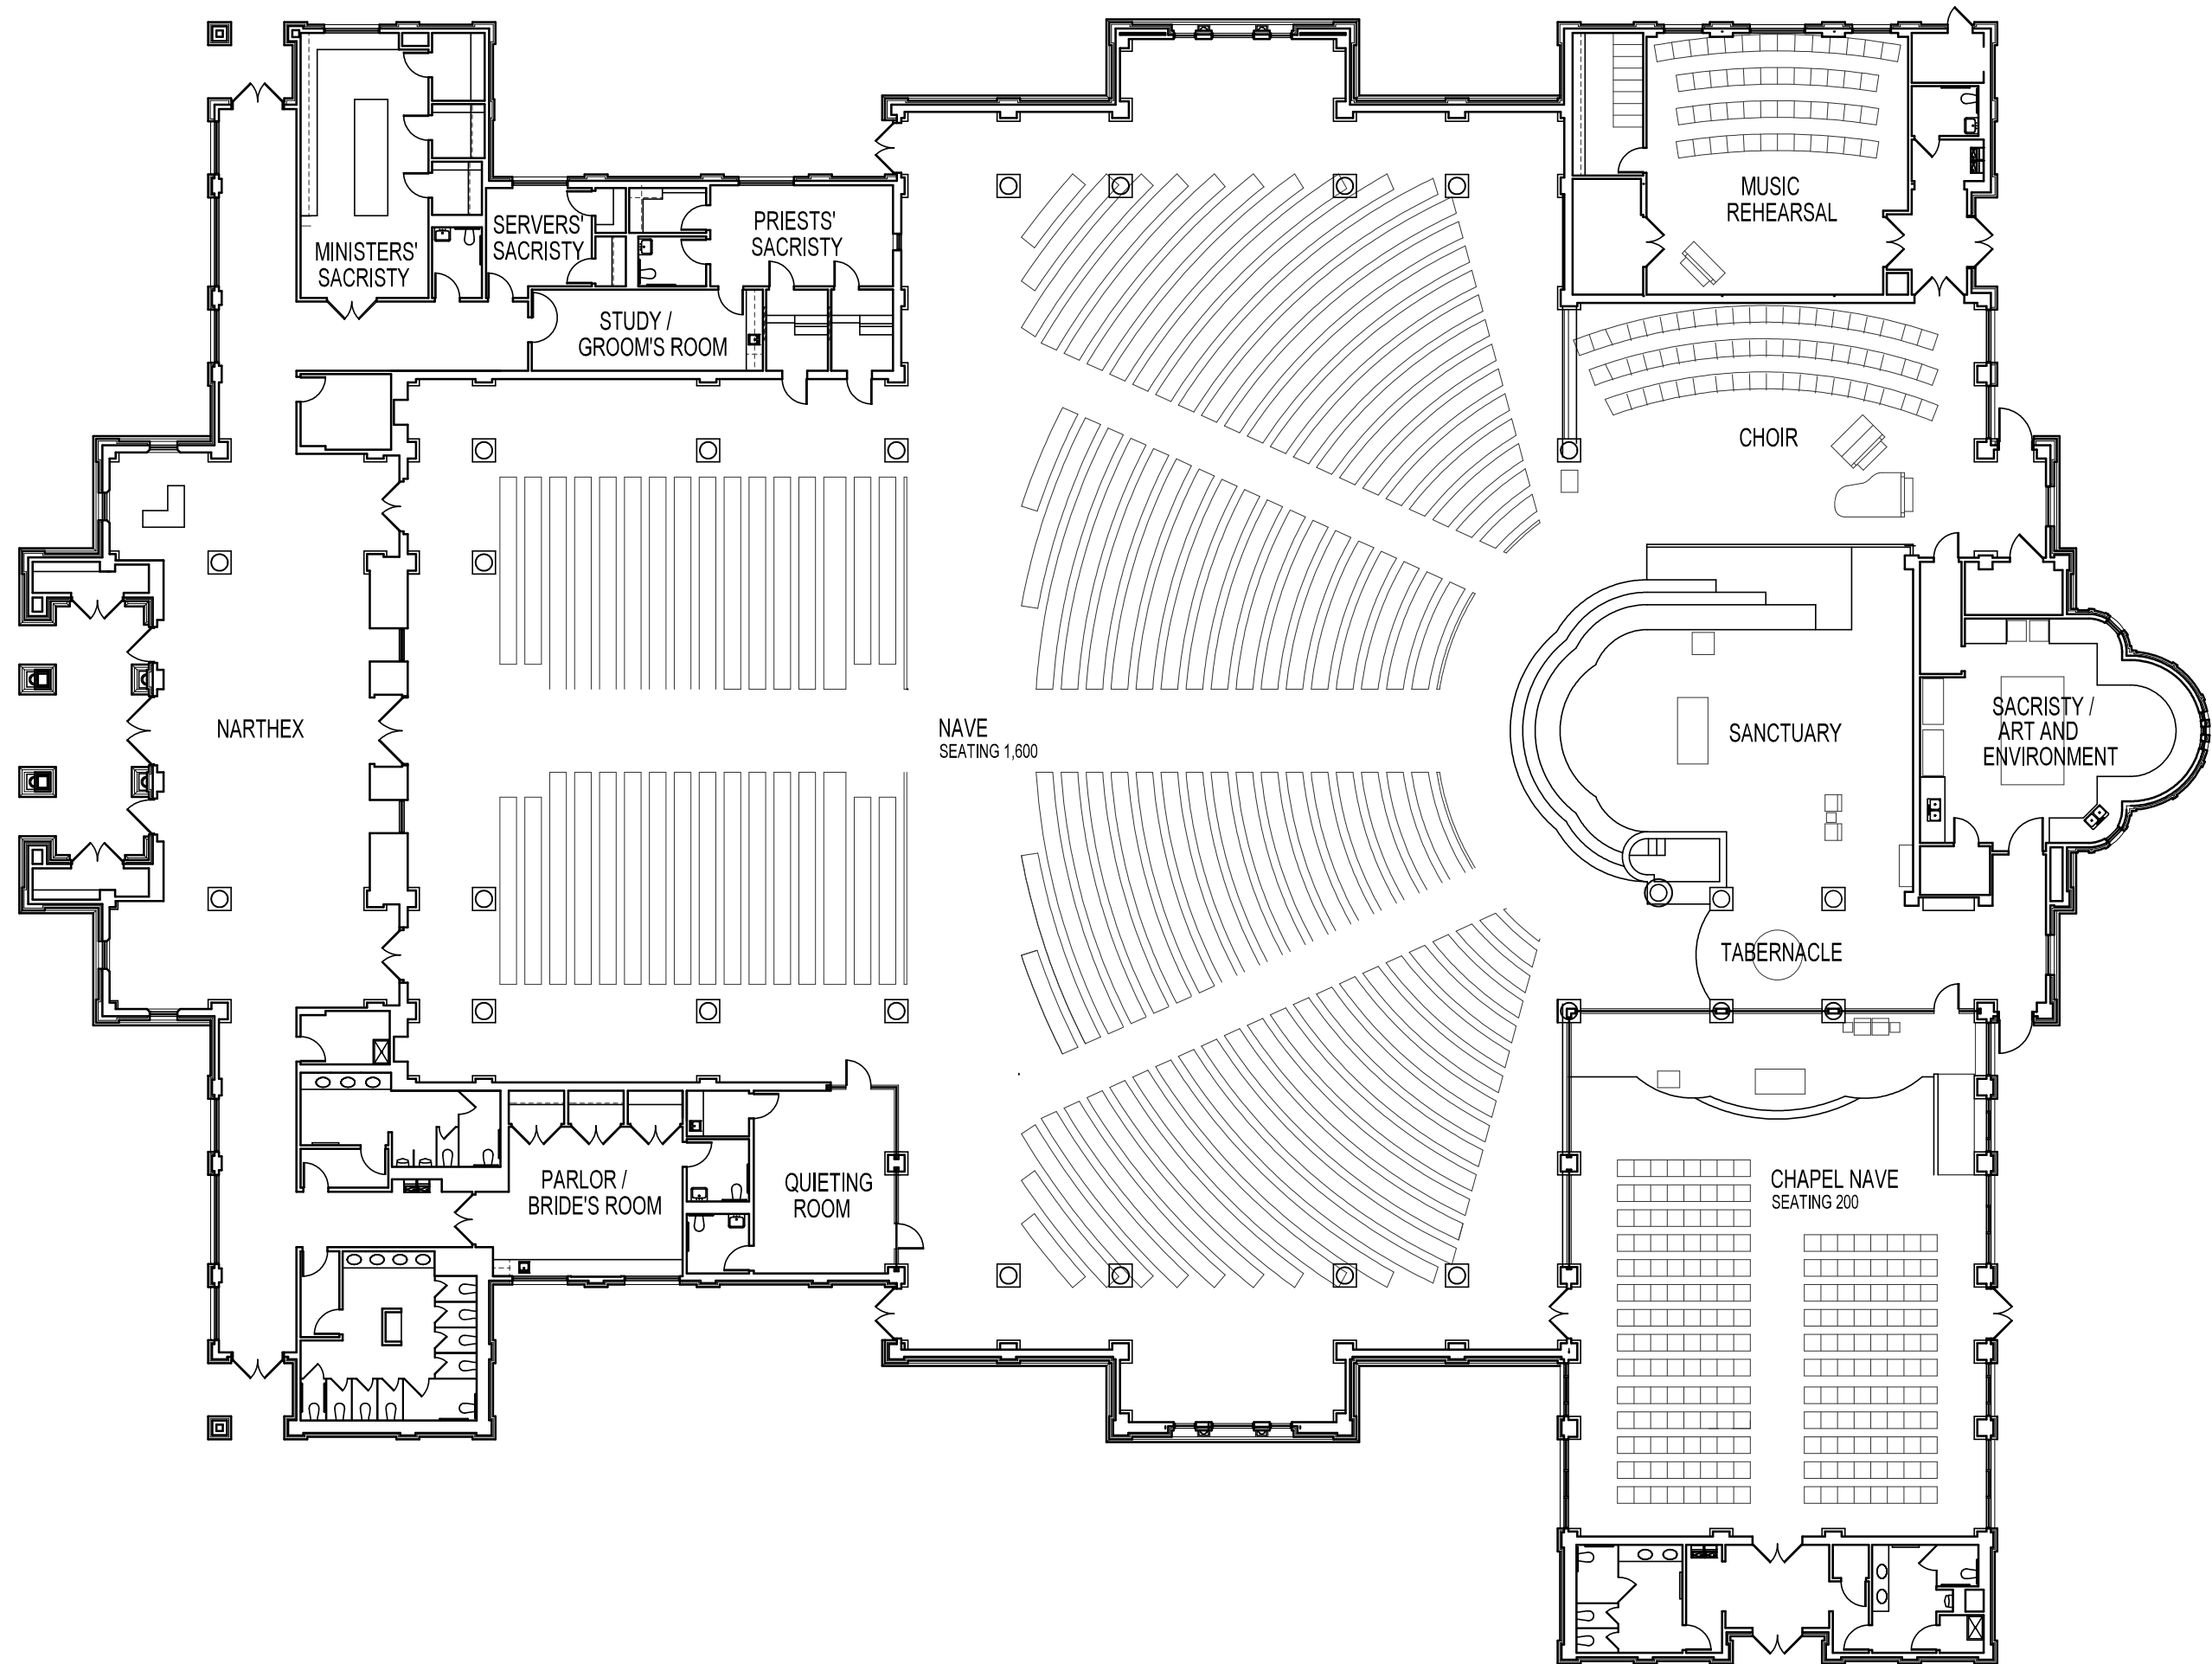 MINISTERS'
SACRISTY
SERVERS'
SACRISTY
PRIESTS'
SACRISTY
STUDY /
GROOM'S ROOM
MUSIC
REHEARSAL
CHOIR
NARTHEX
NAVE
SEATING 1,600
SANCTUARY
SACRISTY /
ART AND
ENVIRONMENT
TABERNACLE
PARLOR /
BRIDE'S ROOM
QUIETING
ROOM
CHAPEL NAVE
SEATING 200